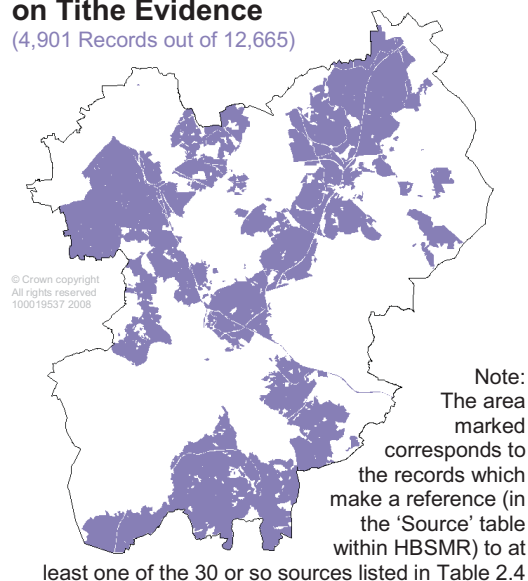 on Tithe Evidence
(4,901 Records out of 12,665)
© Crown copyright
All rights reserved
100019537 2008
Note:
The area
marked
corresponds to
the records which
make a reference (in
the ‘Source’ table
within HBSMR) to at
least one of the 30 or so sources listed in Table 2.4